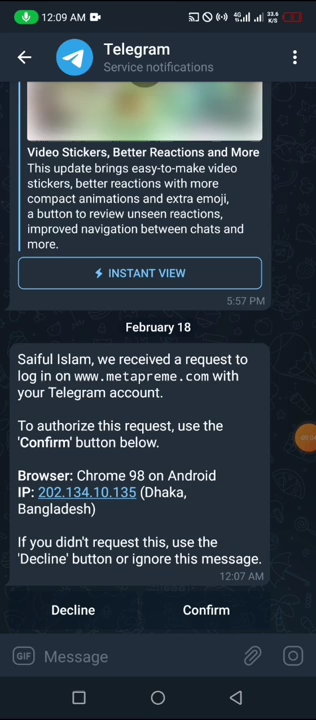 12:09 AM
4G
33.6
K/S
Telegram
Service notifications
Video Stickers, Better Reactions and More
This update brings easy-to-make video
stickers, better reactions with more
compact animations and extra emoji,
a button to review unseen reactions,
improved navigation between chats and
more.
INSTANT VIEW
5:57 PM
February 18
Saiful Islam, we received a request to
log in on www.metapreme.com with
your Telegram account.
To authorize this request, use the
'Confirm' button below.
Browser: Chrome 98 on Android
IP: 202.134.10.135 (Dhaka,
Bangladesh)
If you didn't request this, use the
'Decline' button or ignore this message.
12:07 AM
Decline
Confirm
GIF
Message